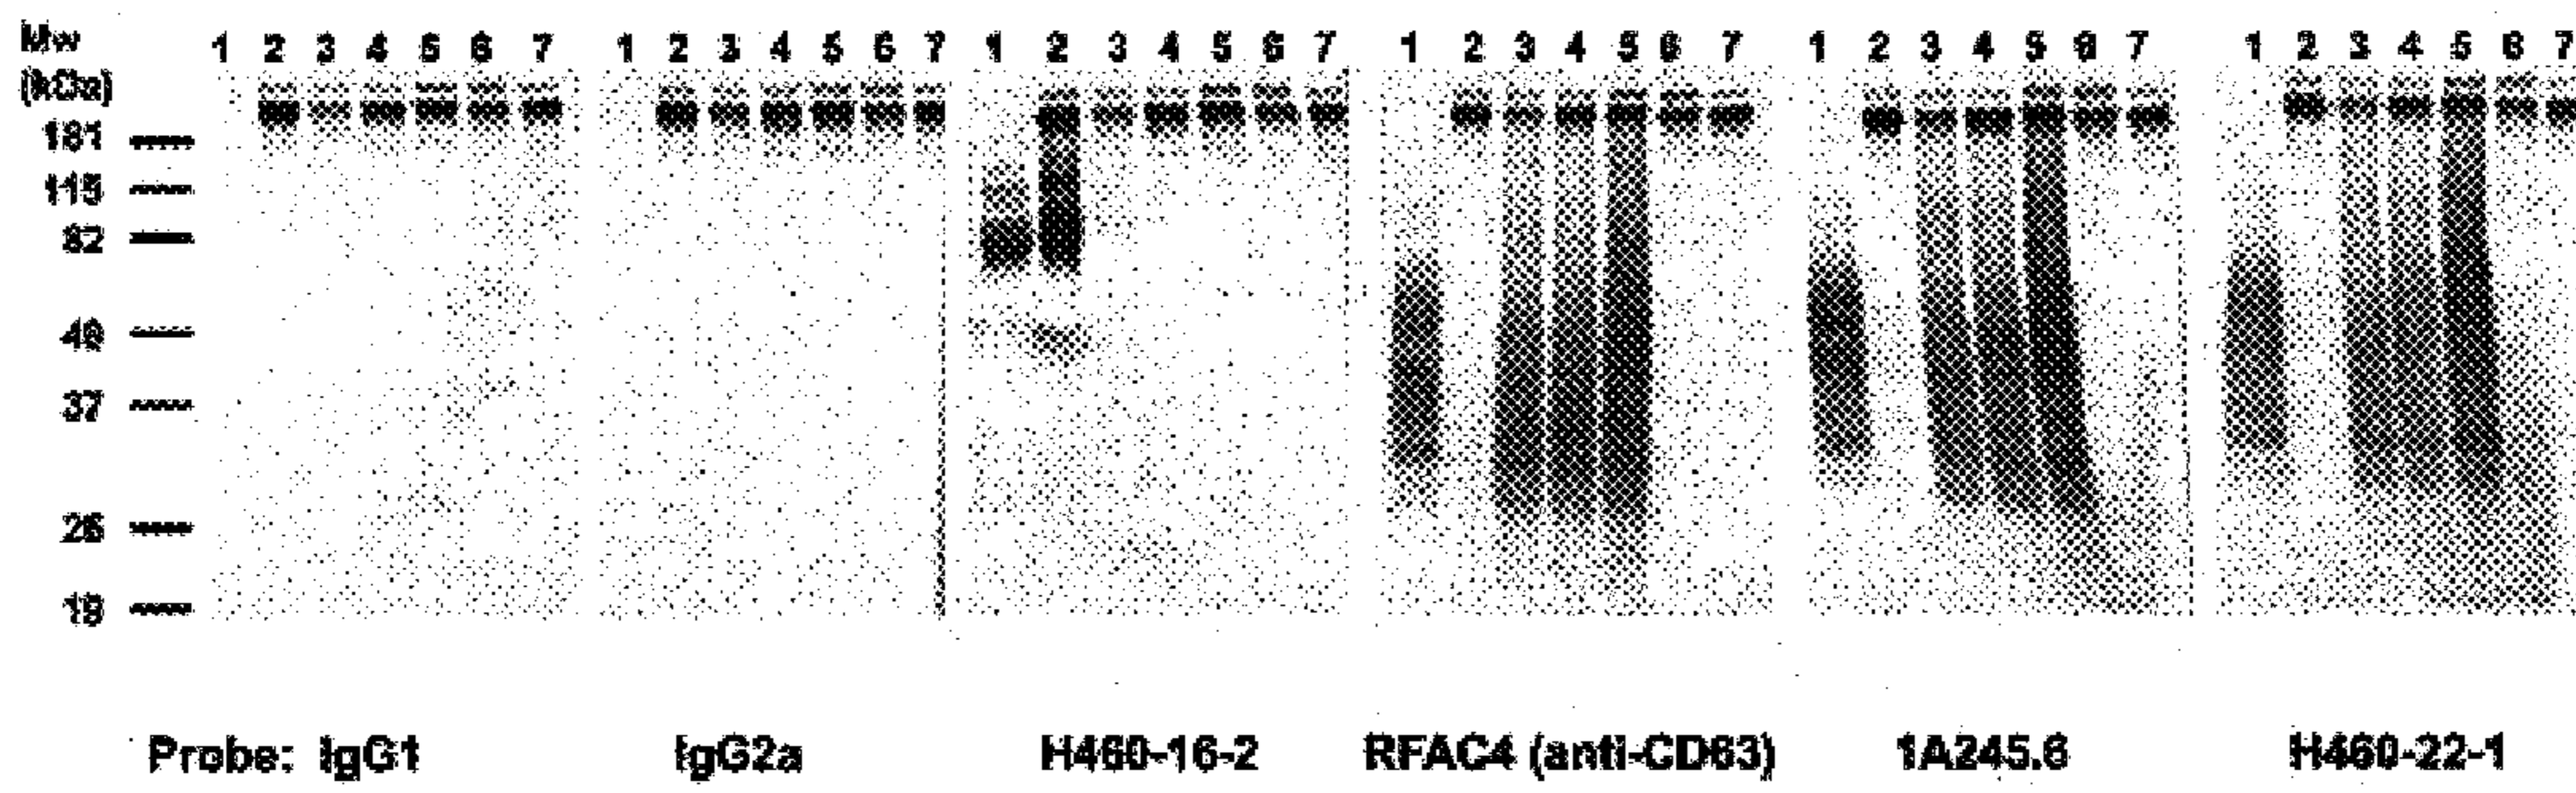 Mw 1 2 3 4 5 6 7 1 2 3 4 5 6 7 1 2 3 4 5 6 7 1 2 3 4 5 6 7 1 2 3 4 5 6 7 1 2 3 4 5 6 7
(kDa)
181
115
82
49
37
26
19
Probe: IgG1 IgG2a H460-16-2 RFAC4 (anti-CD63) 1A245.6 H460-22-1